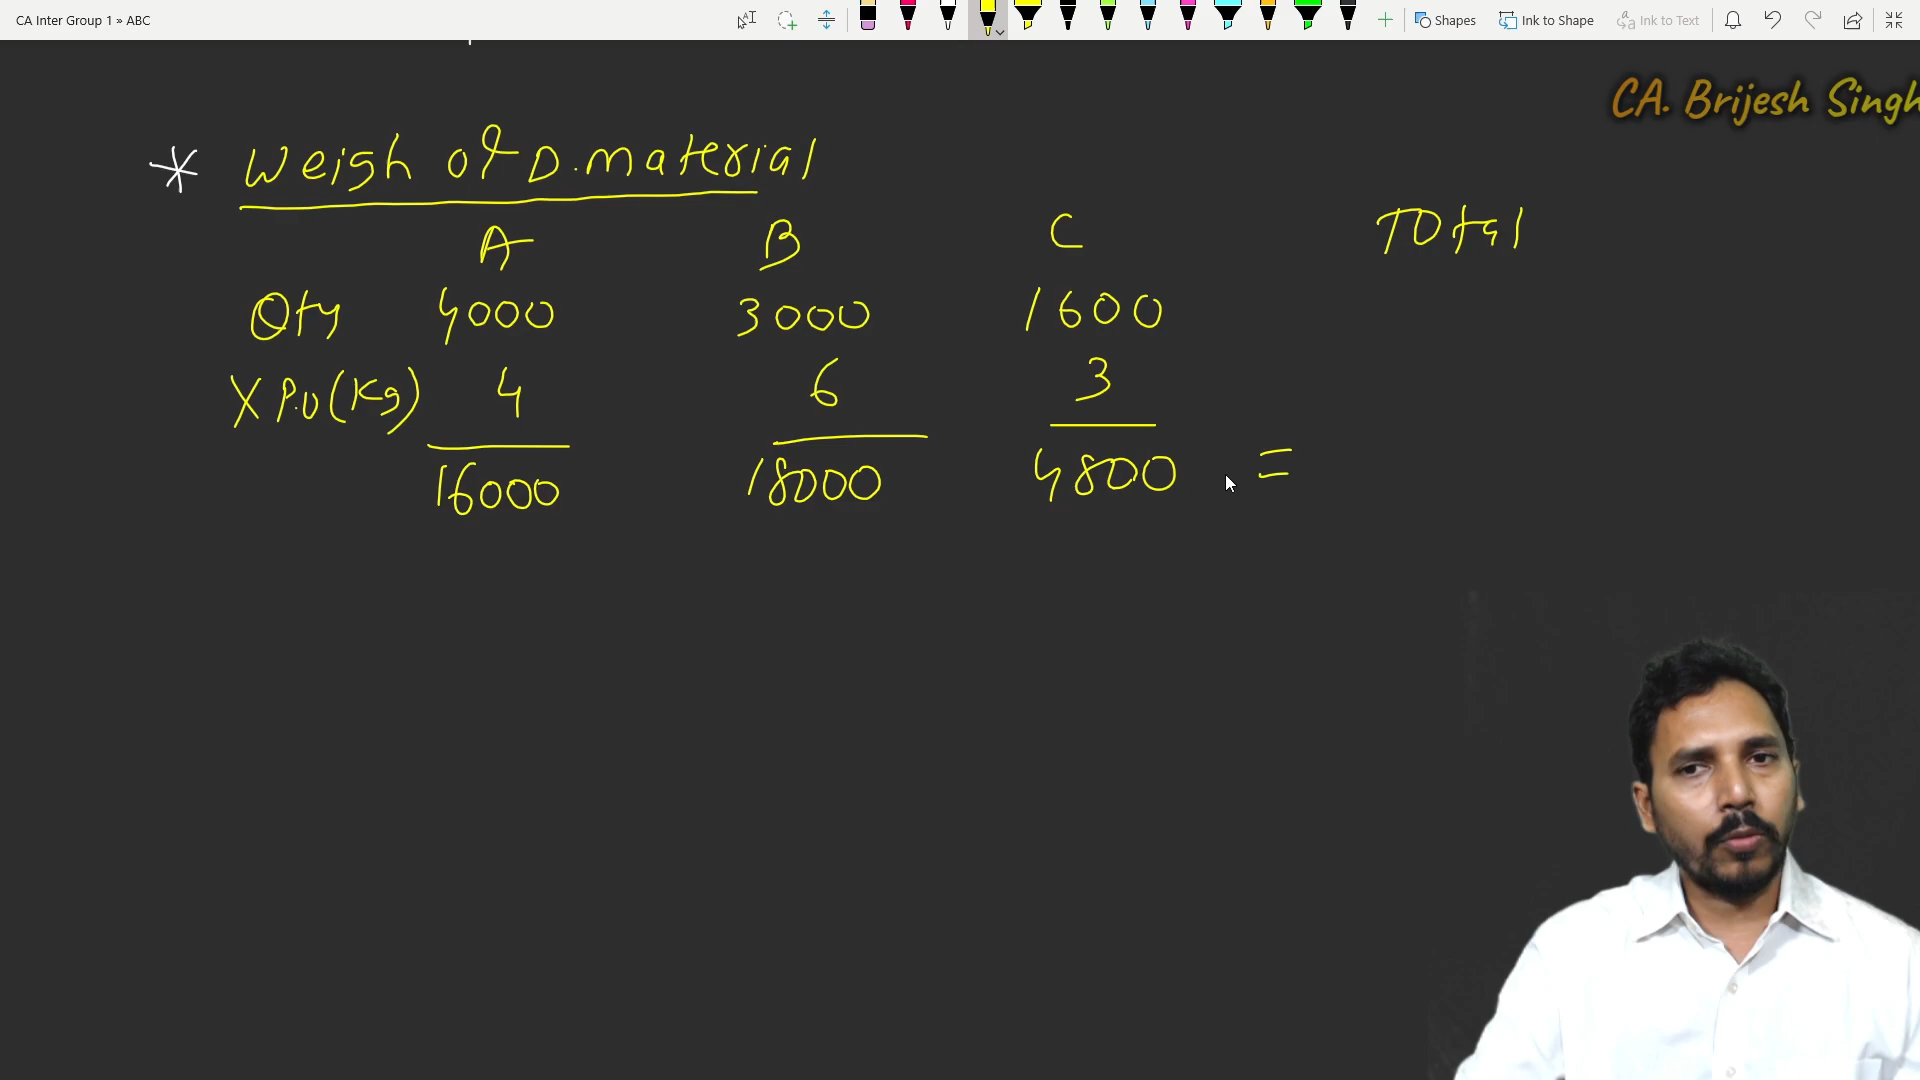 CA Inter Group 1 » ABC
Shapes
Ink to Shape
Ink to Text
CA. Brijesh Singh
* Weigh of D.material
A B C Total
Qty 4000 3000 1600
X P.U(Kg) 4 6 3
16000 18000 4800 =